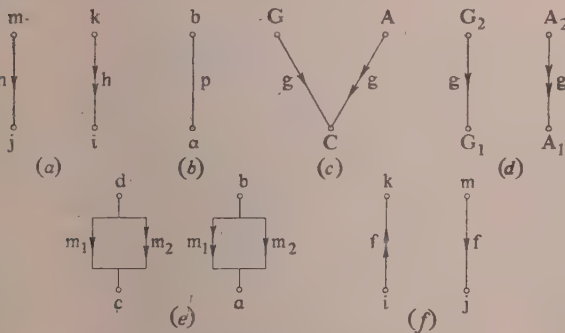 m k b G A G₂ A₂
h h p g g g g
j i a C G₁ A₁
(a) (b) (c) (d)
d b k m
m₁ m₂ m₁ m₂ f f
c a i j
(e) (f)